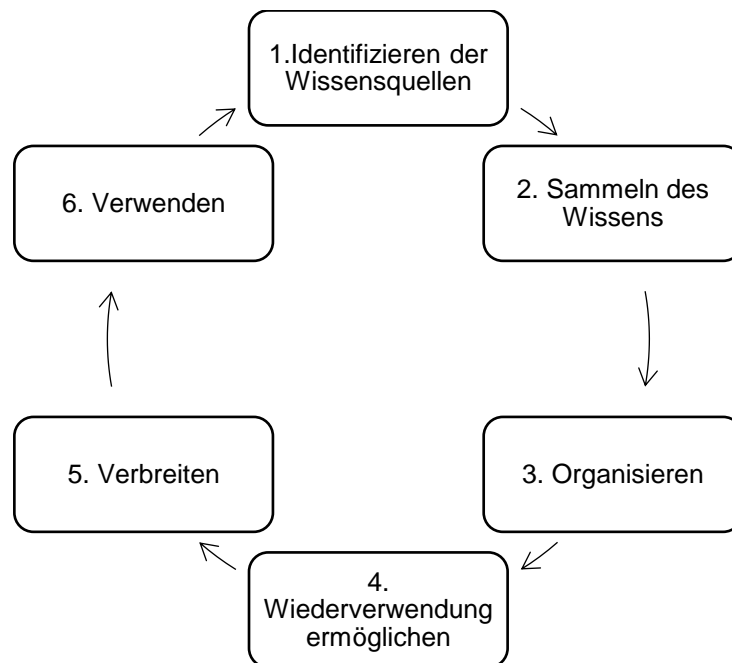 1.Identifizieren der
Wissensquellen
2. Sammeln des
Wissens
3. Organisieren
4.
Wiederverwendung
ermöglichen
5. Verbreiten
6. Verwenden